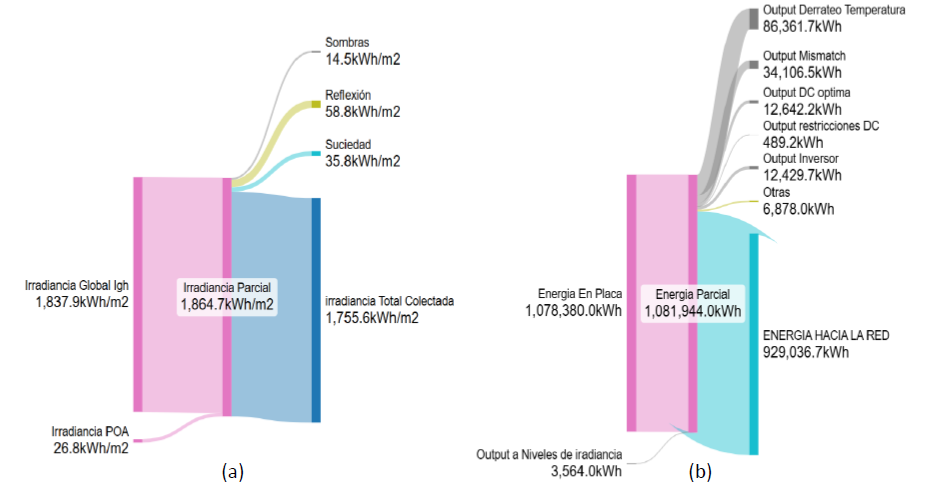 Sombras
14.5kWh/m2
Reflexión
58.8kWh/m2
Suciedad
35.8kWh/m2
Irradiancia Global Igh
1,837.9kWh/m2
Irradiancia Parcial
1,864.7kWh/m2
irradiancia Total Colectada
1,755.6kWh/m2
Irradiancia POA
26.8kWh/m2
(a)
Output Derrateo Temperatura
86,361.7kWh
Output Mismatch
34,106.5kWh
Output DC optima
12,642.2kWh
Output restricciones DC
489.2kWh
Output Inversor
12,429.7kWh
Otras
6,878.0kWh
Energia En Placa
1,078,380.0kWh
Energia Parcial
1,081,944.0kWh
ENERGIA HACIA LA RED
929,036.7kWh
Output a Niveles de iradiancia
3,564.0kWh
(b)